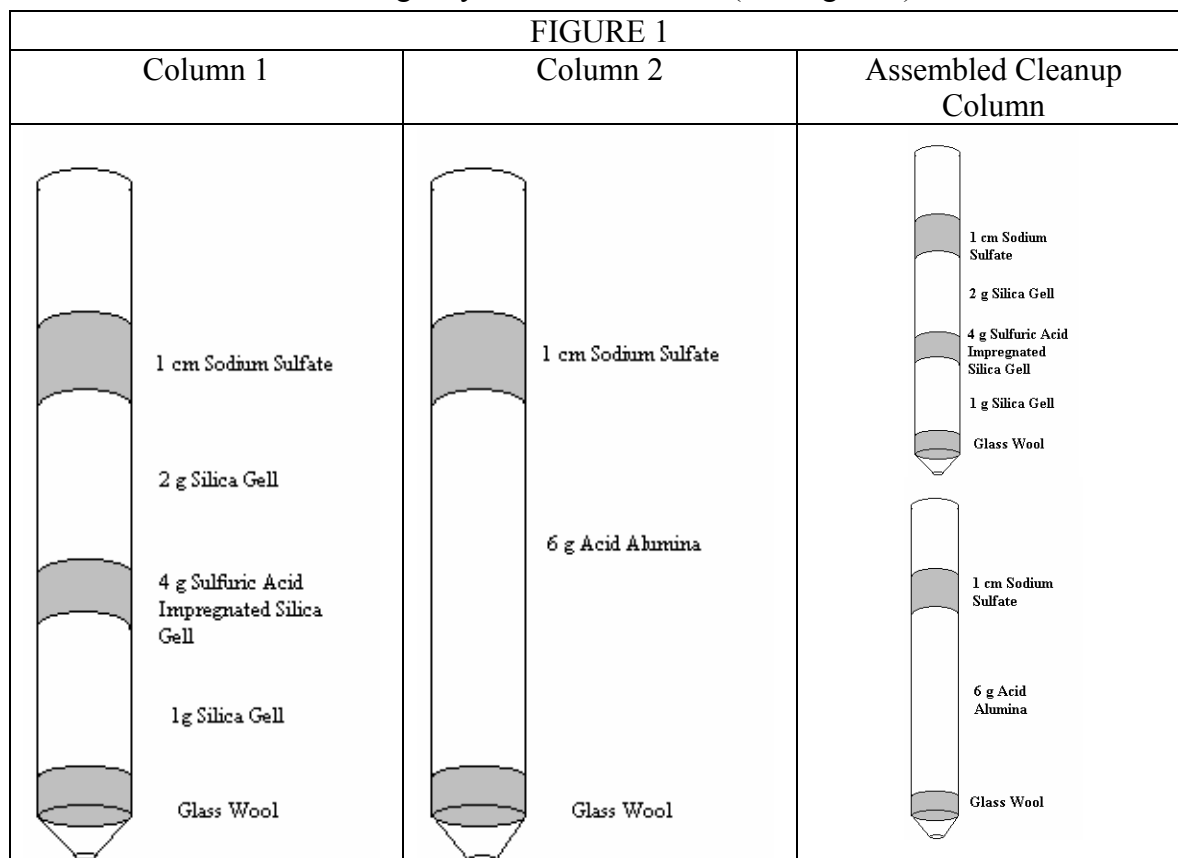 FIGURE 1
Column 1
Column 2
Assembled Cleanup
Column
1 cm Sodium Sulfate
2 g Silica Gell
4 g Sulfuric Acid
Impregnated Silica
Gell
1g Silica Gell
Glass Wool
1 cm Sodium Sulfate
6 g Acid Alumina
Glass Wool
1 cm Sodium
Sulfate
2 g Silica Gell
4 g Sulfuric Acid
Impregnated
Silica Gell
1 g Silica Gell
Glass Wool
1 cm Sodium
Sulfate
6 g Acid
Alumina
Glass Wool